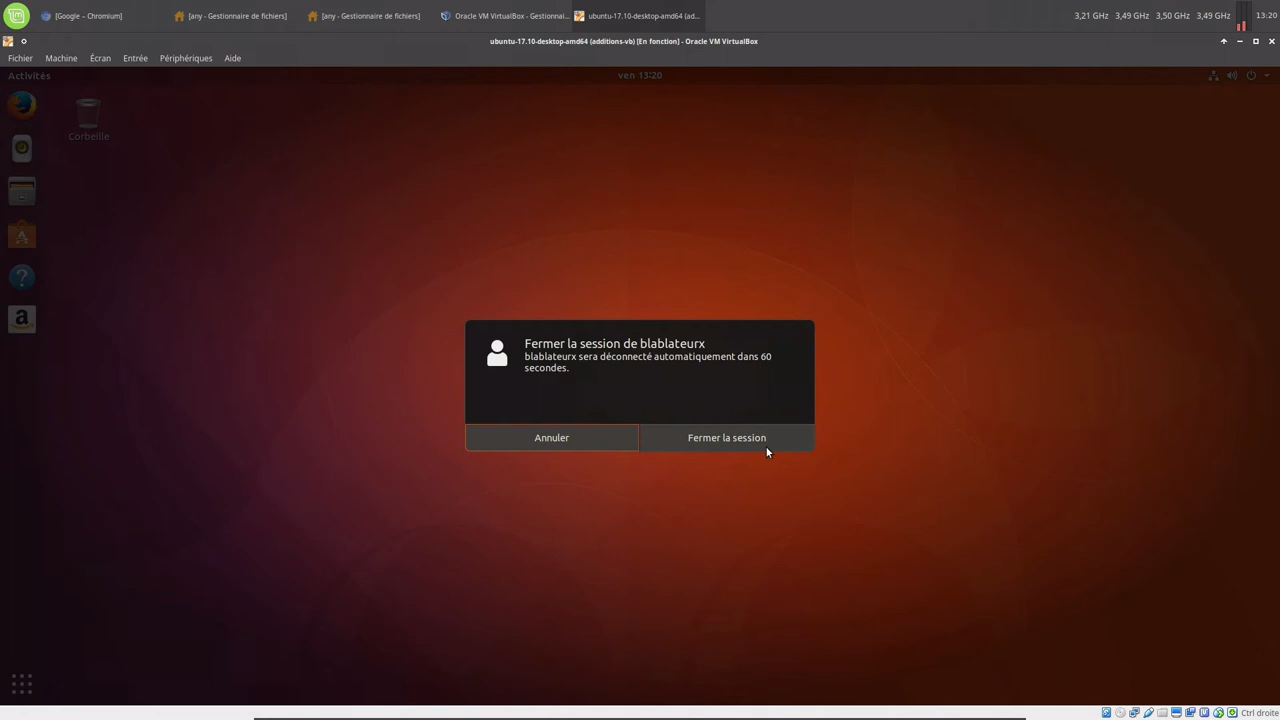 [Google – Chromium]
[any - Gestionnaire de fichiers]
[any - Gestionnaire de fichiers]
Oracle VM VirtualBox - Gestionnai...
ubuntu-17.10-desktop-amd64 (ad...
3,21 GHz 3,49 GHz 3,50 GHz 3,49 GHz
13:20
ubuntu-17.10-desktop-amd64 (additions-vb) [En fonction] - Oracle VM VirtualBox
Fichier Machine Écran Entrée Périphériques Aide
Activités
ven 13:20
Corbeille
Fermer la session de blablateurx
blablateurx sera déconnecté automatiquement dans 60
secondes.
Annuler
Fermer la session
Ctrl droite